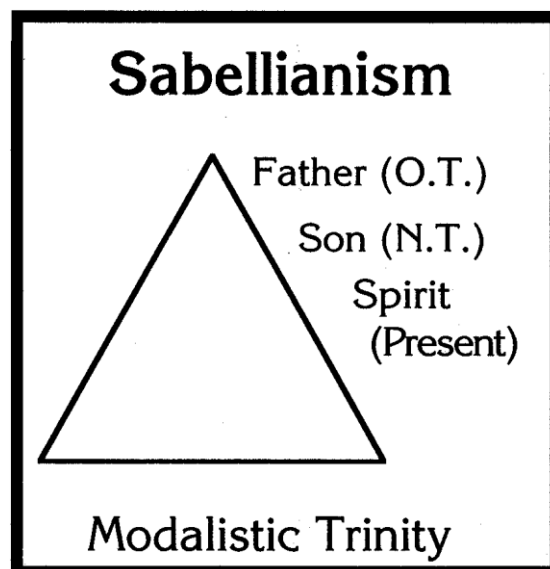 Sabellianism
Father (O.T.)
Son (N.T.)
Spirit
(Present)
Modalistic Trinity